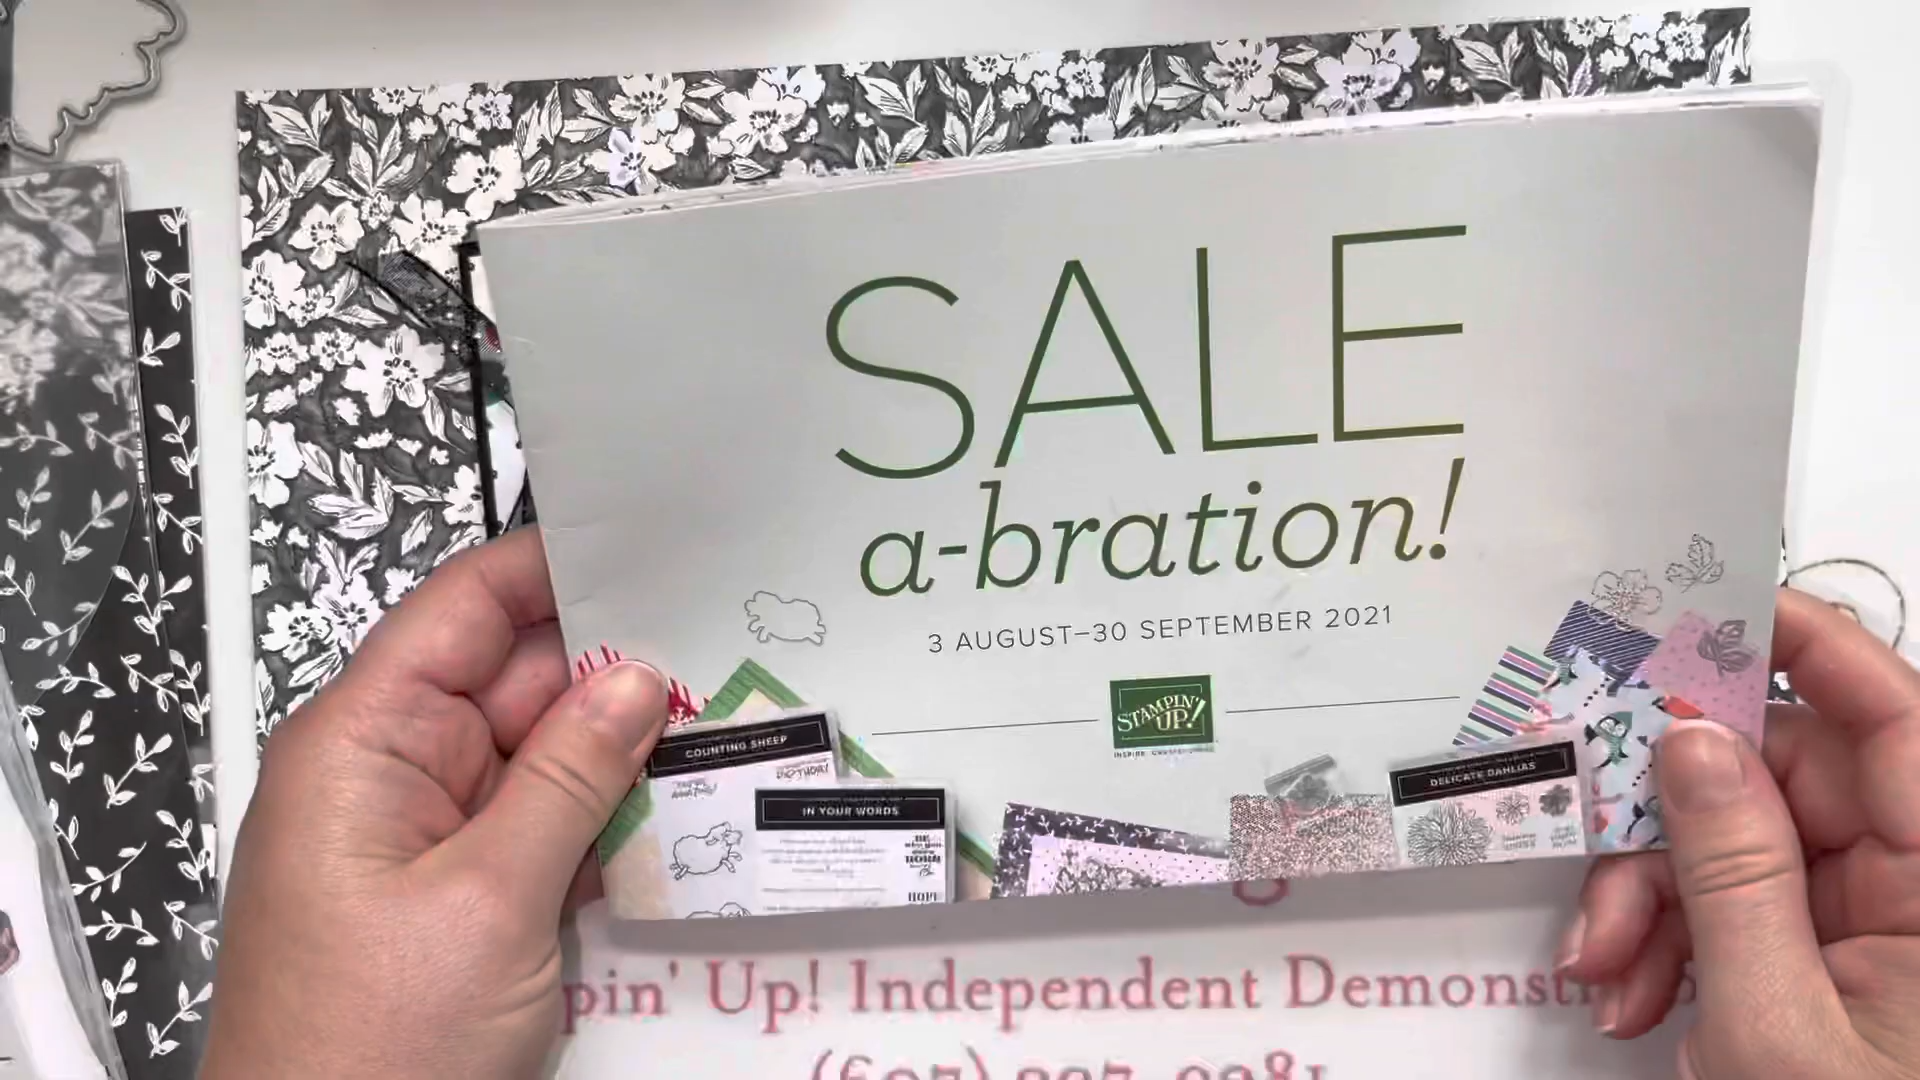 SALE
a-bration!
3 AUGUST–30 SEPTEMBER 2021
STAMPIN' UP!
COUNTING SHEEP
IN YOUR WORDS
DELICATE DAHLIAS
pin' Up! Independent Demonst